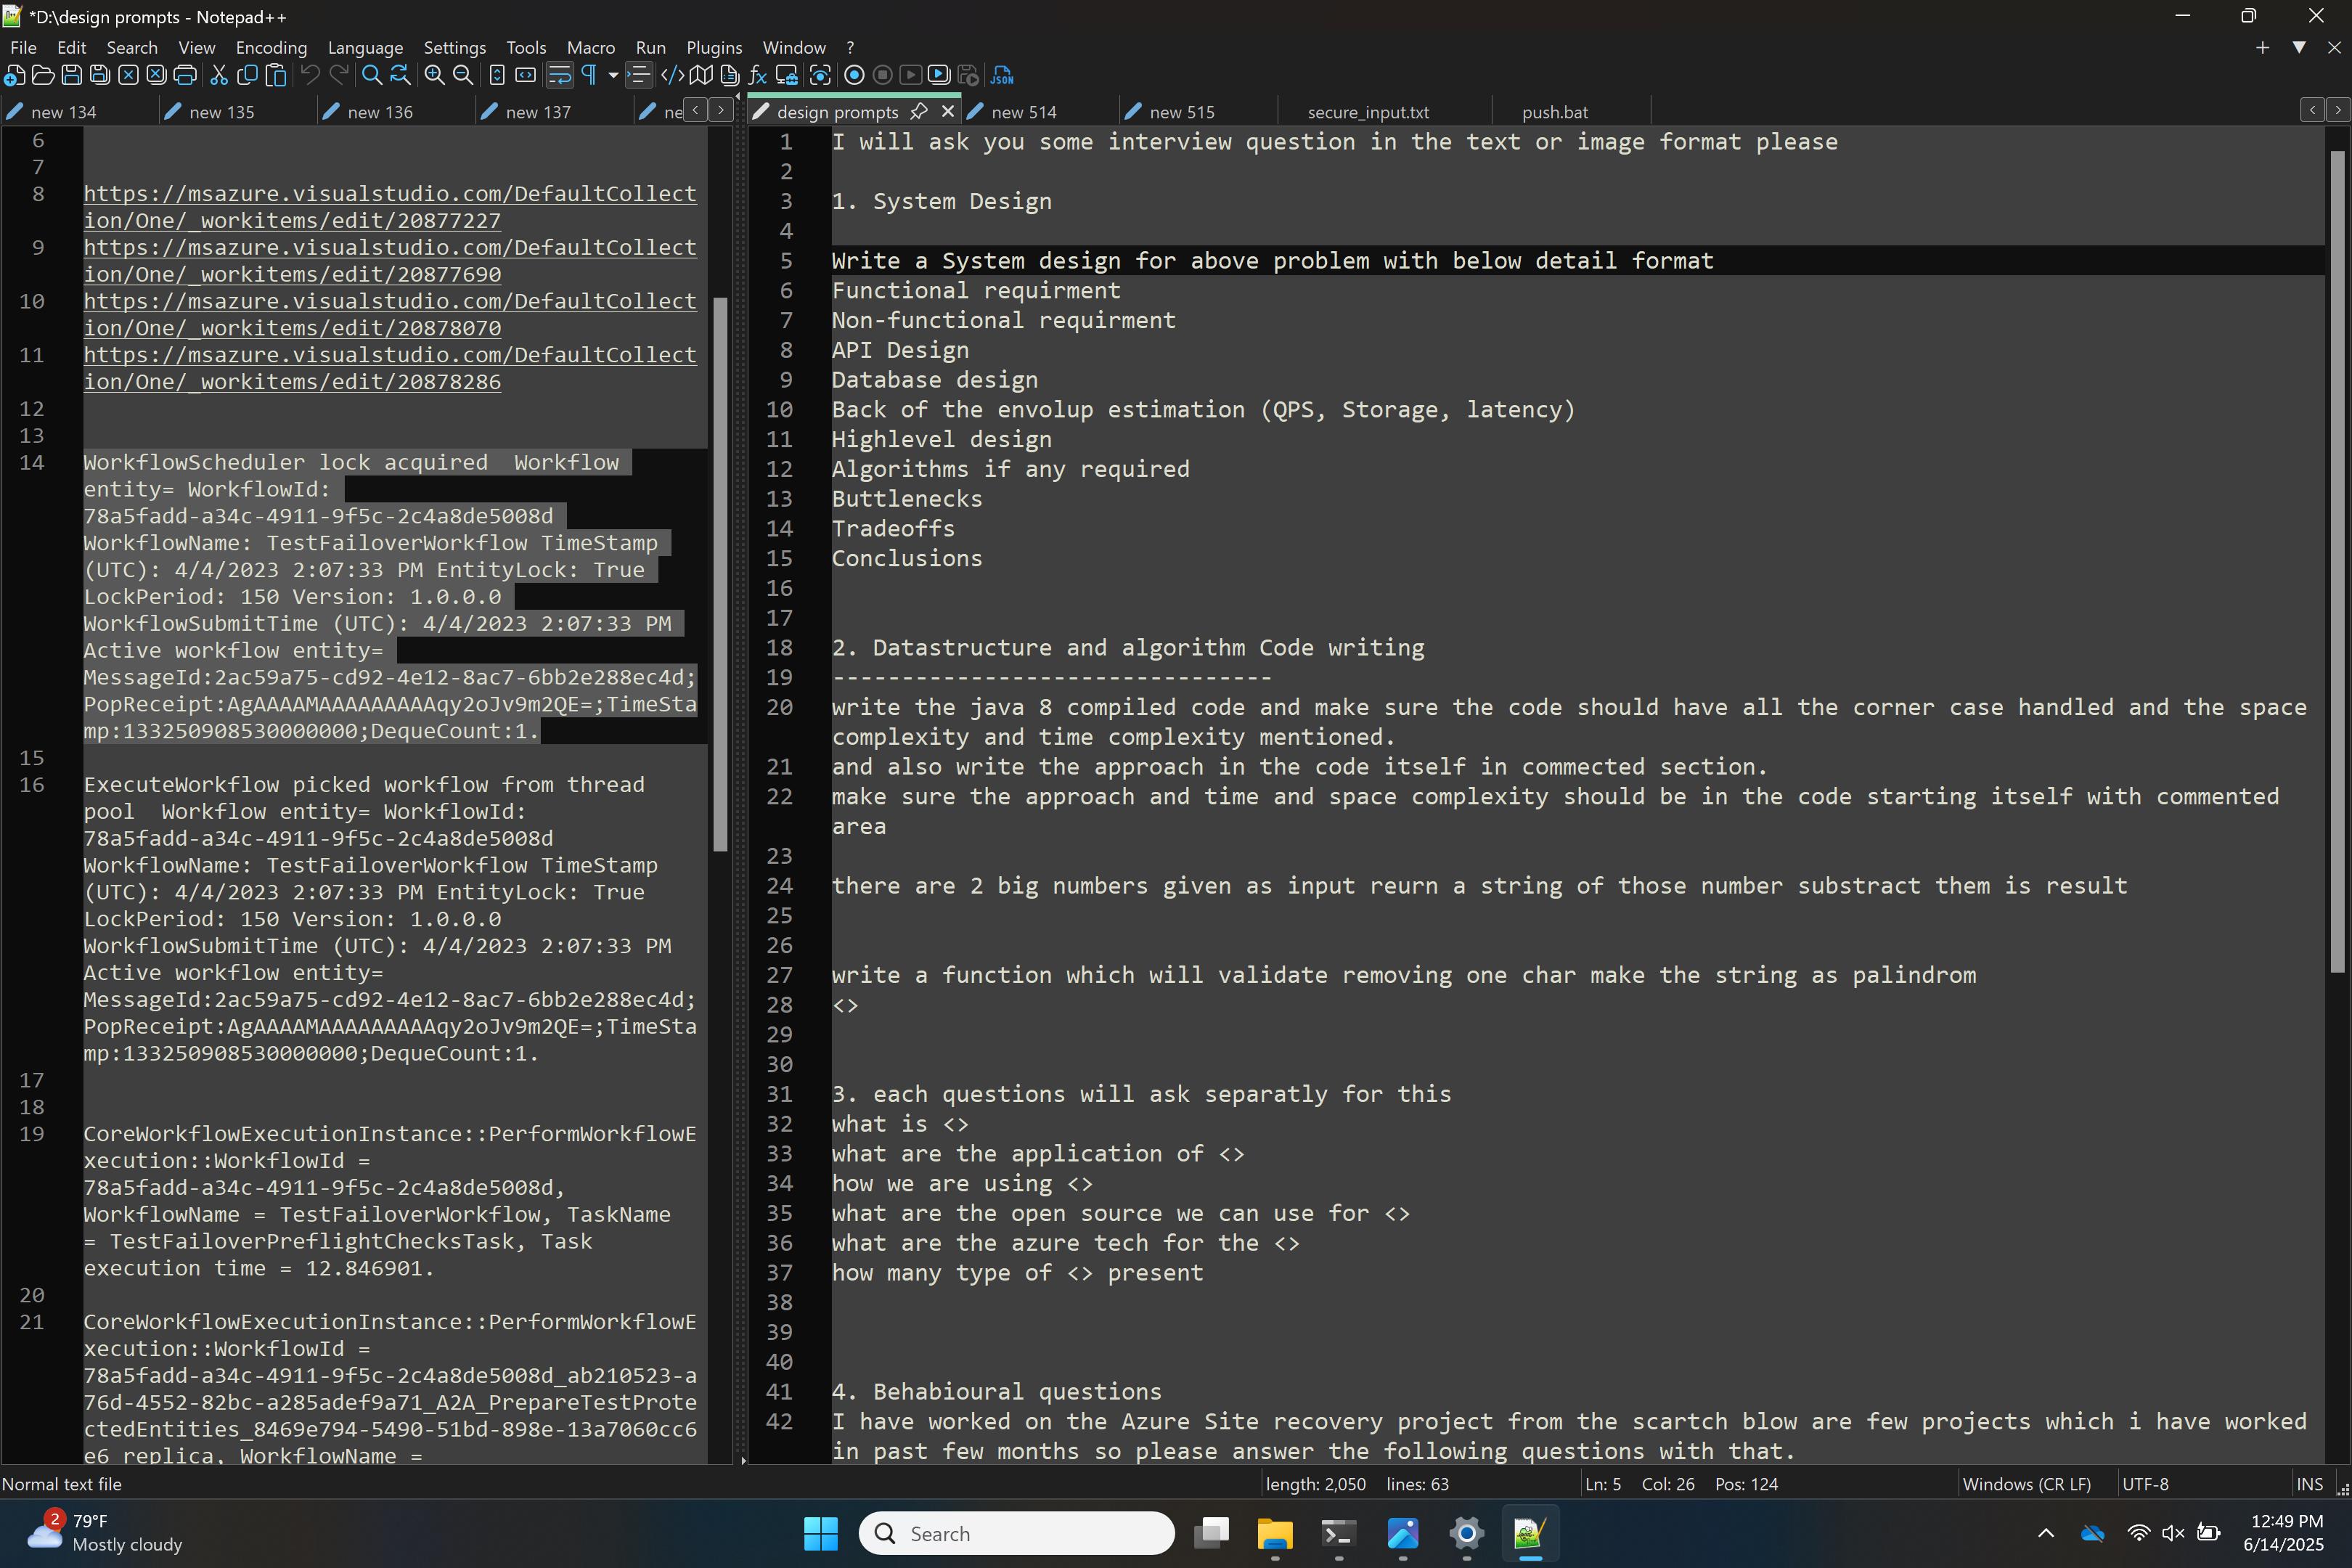 *D:\design prompts - Notepad++
File Edit Search View Encoding Language Settings Tools Macro Run Plugins Window ?
new 134
new 135
new 136
new 137
ne
design prompts
new 514
new 515
secure_input.txt
push.bat
6
7
8 https://msazure.visualstudio.com/DefaultCollect
ion/One/_workitems/edit/20877227
9 https://msazure.visualstudio.com/DefaultCollect
ion/One/_workitems/edit/20877690
10 https://msazure.visualstudio.com/DefaultCollect
ion/One/_workitems/edit/20878070
11 https://msazure.visualstudio.com/DefaultCollect
ion/One/_workitems/edit/20878286
12
13
14 WorkflowScheduler lock acquired  Workflow
entity= WorkflowId:
78a5fadd-a34c-4911-9f5c-2c4a8de5008d
WorkflowName: TestFailoverWorkflow TimeStamp
(UTC): 4/4/2023 2:07:33 PM EntityLock: True
LockPeriod: 150 Version: 1.0.0.0
WorkflowSubmitTime (UTC): 4/4/2023 2:07:33 PM
Active workflow entity=
MessageId:2ac59a75-cd92-4e12-8ac7-6bb2e288ec4d;
PopReceipt:AgAAAAMAAAAAAAAAqy2oJv9m2QE=;TimeSta
mp:133250908530000000;DequeCount:1.
15
16 ExecuteWorkflow picked workflow from thread
pool  Workflow entity= WorkflowId:
78a5fadd-a34c-4911-9f5c-2c4a8de5008d
WorkflowName: TestFailoverWorkflow TimeStamp
(UTC): 4/4/2023 2:07:33 PM EntityLock: True
LockPeriod: 150 Version: 1.0.0.0
WorkflowSubmitTime (UTC): 4/4/2023 2:07:33 PM
Active workflow entity=
MessageId:2ac59a75-cd92-4e12-8ac7-6bb2e288ec4d;
PopReceipt:AgAAAAMAAAAAAAAAqy2oJv9m2QE=;TimeSta
mp:133250908530000000;DequeCount:1.
17
18
19 CoreWorkflowExecutionInstance::PerformWorkflowE
xecution::WorkflowId =
78a5fadd-a34c-4911-9f5c-2c4a8de5008d,
WorkflowName = TestFailoverWorkflow, TaskName
= TestFailoverPreflightChecksTask, Task
execution time = 12.846901.
20
21 CoreWorkflowExecutionInstance::PerformWorkflowE
xecution::WorkflowId =
78a5fadd-a34c-4911-9f5c-2c4a8de5008d_ab210523-a
76d-4552-82bc-a285adef9a71_A2A_PrepareTestProte
ctedEntities_8469e794-5490-51bd-898e-13a7060cc6
e6 replica, WorkflowName =
1 I will ask you some interview question in the text or image format please
2
3 1. System Design
4
5 Write a System design for above problem with below detail format
6 Functional requirment
7 Non-functional requirment
8 API Design
9 Database design
10 Back of the envolup estimation (QPS, Storage, latency)
11 Highlevel design
12 Algorithms if any required
13 Buttlenecks
14 Tradeoffs
15 Conclusions
16
17
18 2. Datastructure and algorithm Code writing
19 --------------------------------
20 write the java 8 compiled code and make sure the code should have all the corner case handled and the space
complexity and time complexity mentioned.
21 and also write the approach in the code itself in commected section.
22 make sure the approach and time and space complexity should be in the code starting itself with commented
area
23
24 there are 2 big numbers given as input reurn a string of those number substract them is result
25
26
27 write a function which will validate removing one char make the string as palindrom
28 <>
29
30
31 3. each questions will ask separatly for this
32 what is <>
33 what are the application of <>
34 how we are using <>
35 what are the open source we can use for <>
36 what are the azure tech for the <>
37 how many type of <> present
38
39
40
41 4. Behabioural questions
42 I have worked on the Azure Site recovery project from the scartch blow are few projects which i have worked
in past few months so please answer the following questions with that.
Normal text file
length: 2,050 lines: 63
Ln: 5 Col: 26 Pos: 124
Windows (CR LF)
UTF-8
INS
2
79°F
Mostly cloudy
Search
12:49 PM
6/14/2025